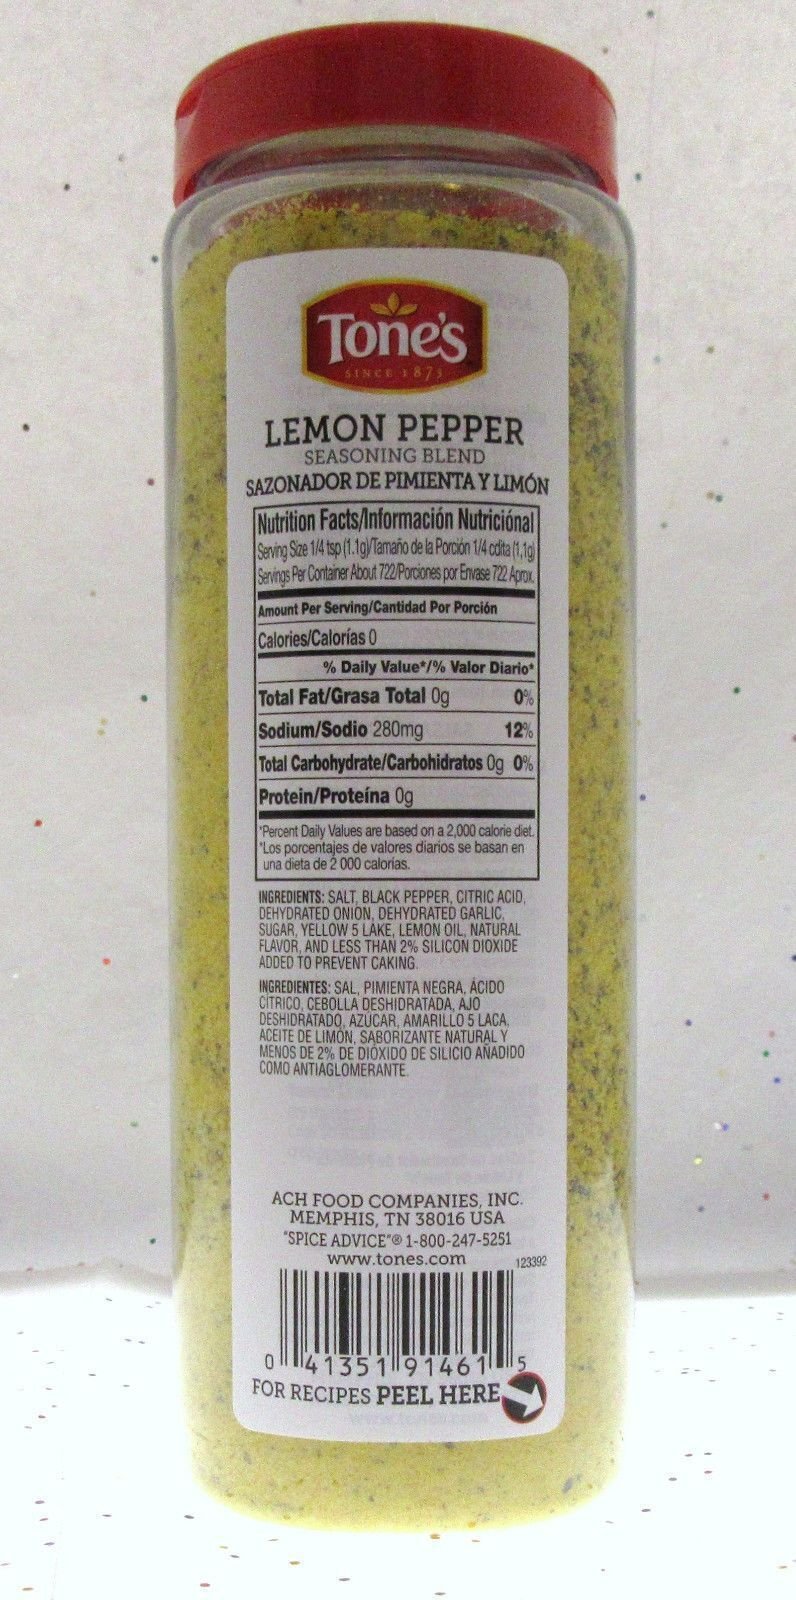 Tone's
SINCE 1873
LEMON PEPPER
SEASONING BLEND
SAZONADOR DE PIMIENTA Y LIMÓN
Nutrition Facts/Información Nutriciónal
Serving Size 1/4 tsp (1.1g)/Tamaño de la Porción 1/4 cdita (1,1g)
Servings Per Container About 722/Porciones por Envase 722 Aprox.
Amount Per Serving/Cantidad Por Porción
Calories/Calorías 0
% Daily Value*/% Valor Diario*
Total Fat/Grasa Total 0g 0%
Sodium/Sodio 280mg 12%
Total Carbohydrate/Carbohidratos 0g 0%
Protein/Proteína 0g
*Percent Daily Values are based on a 2,000 calorie diet.
*Los porcentajes de valores diarios se basan en
una dieta de 2 000 calorías.
INGREDIENTS: SALT, BLACK PEPPER, CITRIC ACID,
DEHYDRATED ONION, DEHYDRATED GARLIC,
SUGAR, YELLOW 5 LAKE, LEMON OIL, NATURAL
FLAVOR, AND LESS THAN 2% SILICON DIOXIDE
ADDED TO PREVENT CAKING.
INGREDIENTES: SAL, PIMIENTA NEGRA, ÁCIDO
CÍTRICO, CEBOLLA DESHIDRATADA, AJO
DESHIDRATADO, AZÚCAR, AMARILLO 5 LACA,
ACEITE DE LIMÓN, SABORIZANTE NATURAL Y
MENOS DE 2% DE DIÓXIDO DE SILICIO AÑADIDO
COMO ANTIAGLOMERANTE.
ACH FOOD COMPANIES, INC.
MEMPHIS, TN 38016 USA
"SPICE ADVICE"® 1-800-247-5251
www.tones.com
123392
0 41351 91461 5
FOR RECIPES PEEL HERE